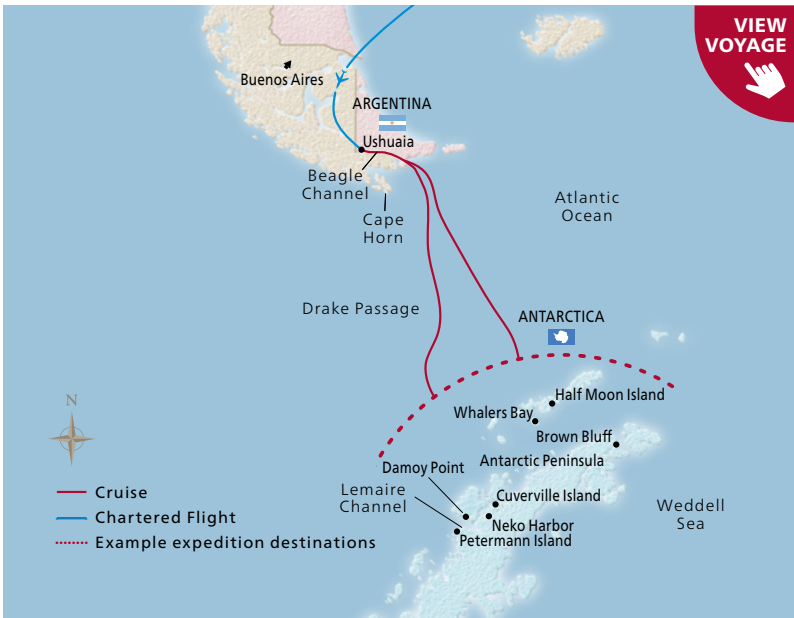 VIEW
VOYAGE
Buenos Aires
ARGENTINA
Ushuaia
Beagle
Channel
Cape
Horn
Atlantic
Ocean
Drake Passage
ANTARCTICA
N
Half Moon Island
Whalers Bay
Brown Bluff
Antarctic Peninsula
Damoy Point
Lemaire
Channel
Cuverville Island
Neko Harbor
Petermann Island
Weddell
Sea
Cruise
Chartered Flight
Example expedition destinations